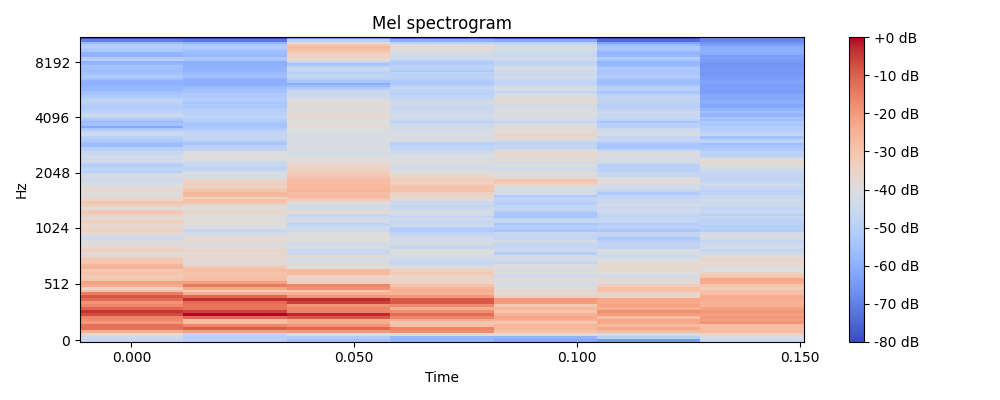 Mel spectrogram
Hz
8192
4096
2048
1024
512
0
0.000
0.050
0.100
0.150
Time
+0 dB
-10 dB
-20 dB
-30 dB
-40 dB
-50 dB
-60 dB
-70 dB
-80 dB